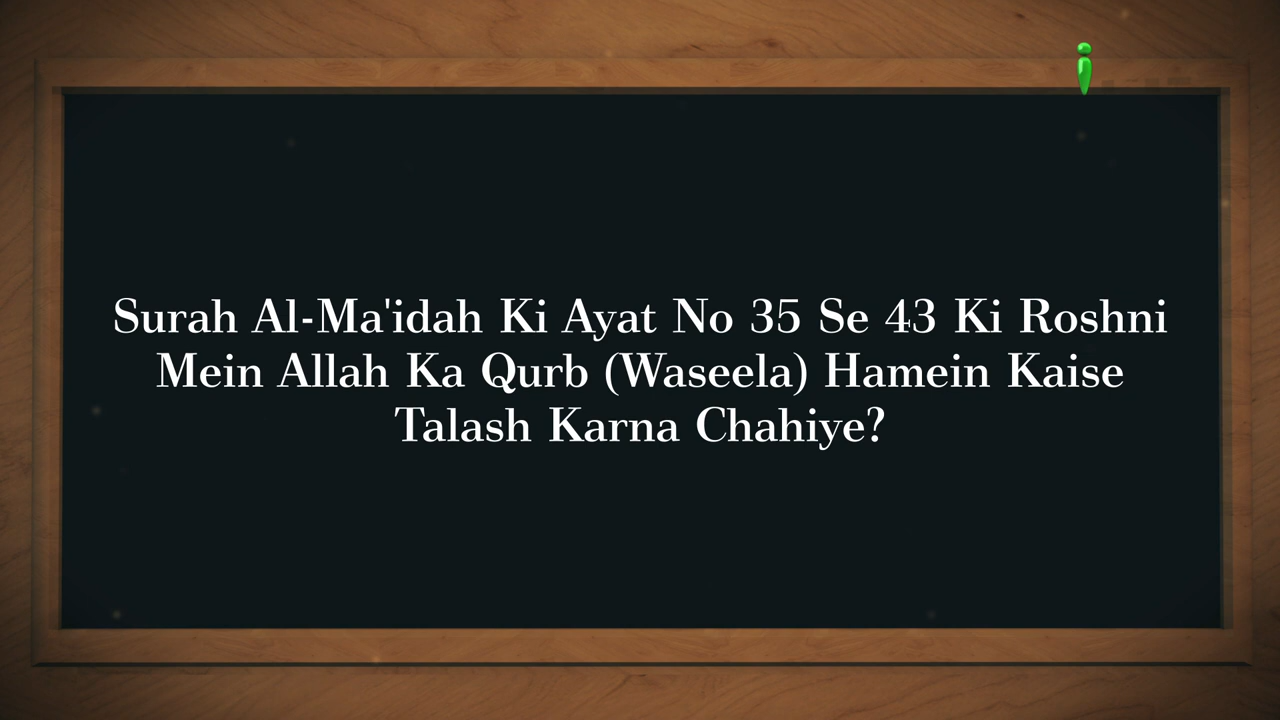 Surah Al-Ma'idah Ki Ayat No 35 Se 43 Ki Roshni
Mein Allah Ka Qurb (Waseela) Hamein Kaise
Talash Karna Chahiye?